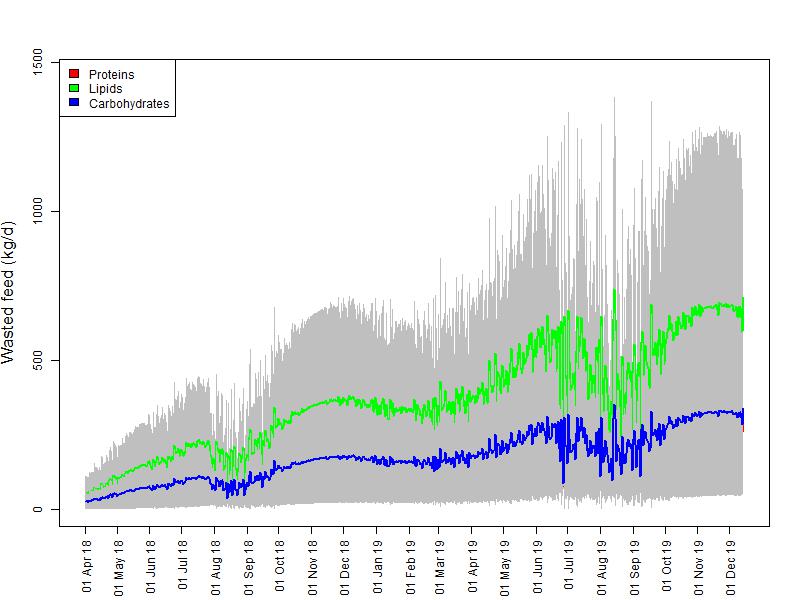 1500
1000
500
0
Wasted feed (kg/d)
Proteins
Lipids
Carbohydrates
01 Apr 18
01 May 18
01 Jun 18
01 Jul 18
01 Aug 18
01 Sep 18
01 Oct 18
01 Nov 18
01 Dec 18
01 Jan 19
01 Feb 19
01 Mar 19
01 Apr 19
01 May 19
01 Jun 19
01 Jul 19
01 Aug 19
01 Sep 19
01 Oct 19
01 Nov 19
01 Dec 19